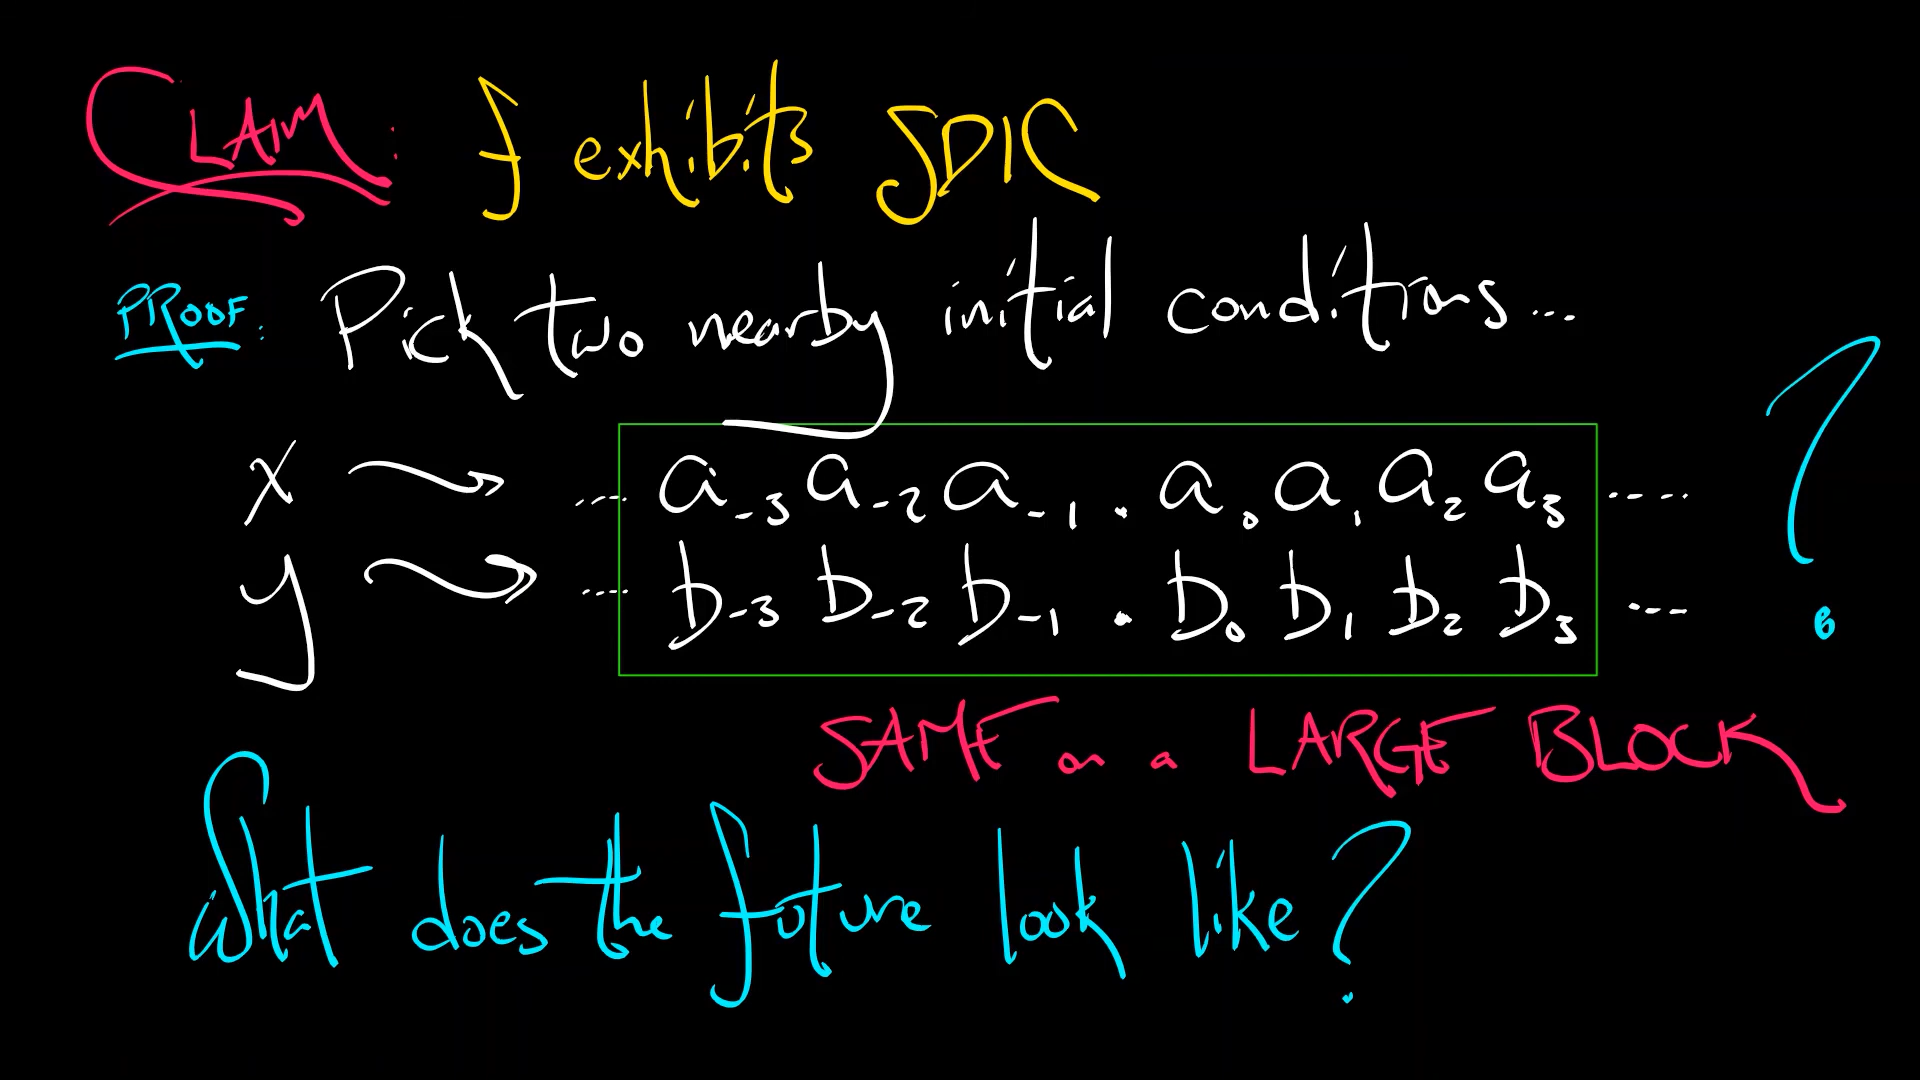 CLAIM: f exhibits SDIC
PROOF: Pick two nearby initial conditions...
x ⟿ ... a₋₃ a₋₂ a₋₁ . a₀ a₁ a₂ a₃ .... ?
y ⟿ .... b₋₃ b₋₂ b₋₁ . b₀ b₁ b₂ b₃ ...
SAME on a LARGE BLOCK
What does the future look like?